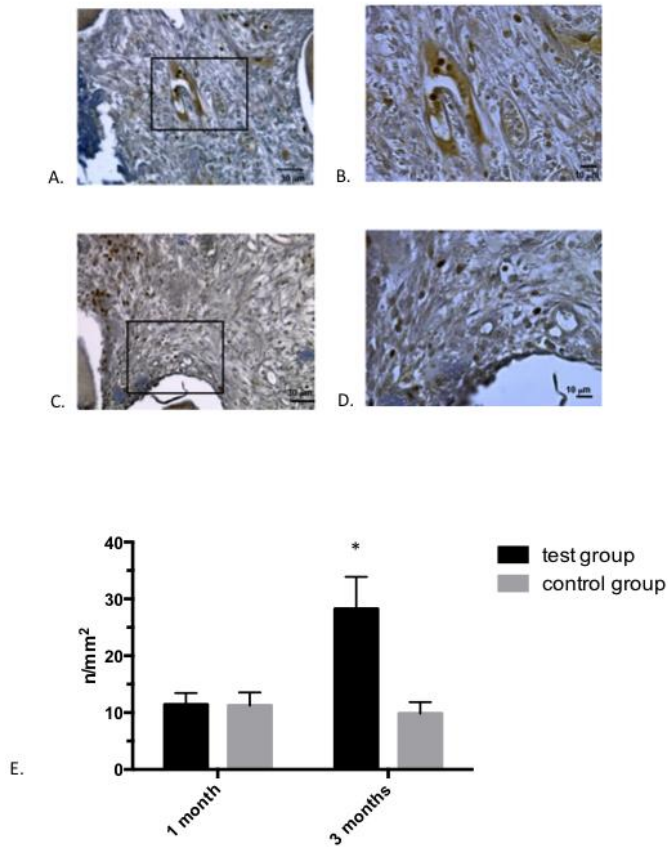 30 µm
10 µm
A.
B.
10 µm
C.
D.
40
30
20
10
0
n/mm²
*
test group
control group
1 month
3 months
E.